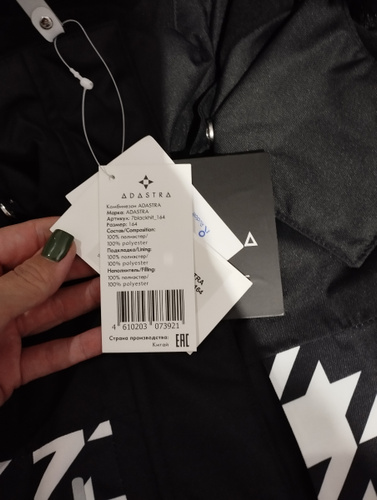 ADASTRA
Комбинезон ADASTRA
Марка: ADASTRA
Размер: 164
Состав/Composition:
100% полиэстер/
100% polyester
Подкладка/Lining:
100% полиэстер/
100% polyester
Наполнитель/Filling:
100% полиэстер/
100% polyester
4 610203 073921
Страна производства:
Китай
EAC